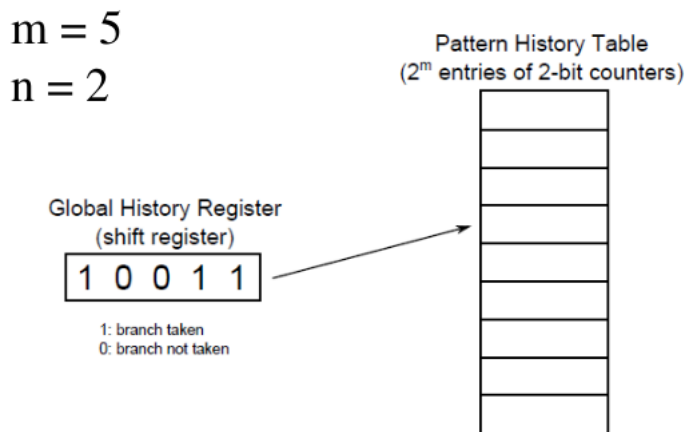 m = 5
n = 2
Pattern History Table
(2^m entries of 2-bit counters)
Global History Register
(shift register)
1 0 0 1 1
1: branch taken
0: branch not taken